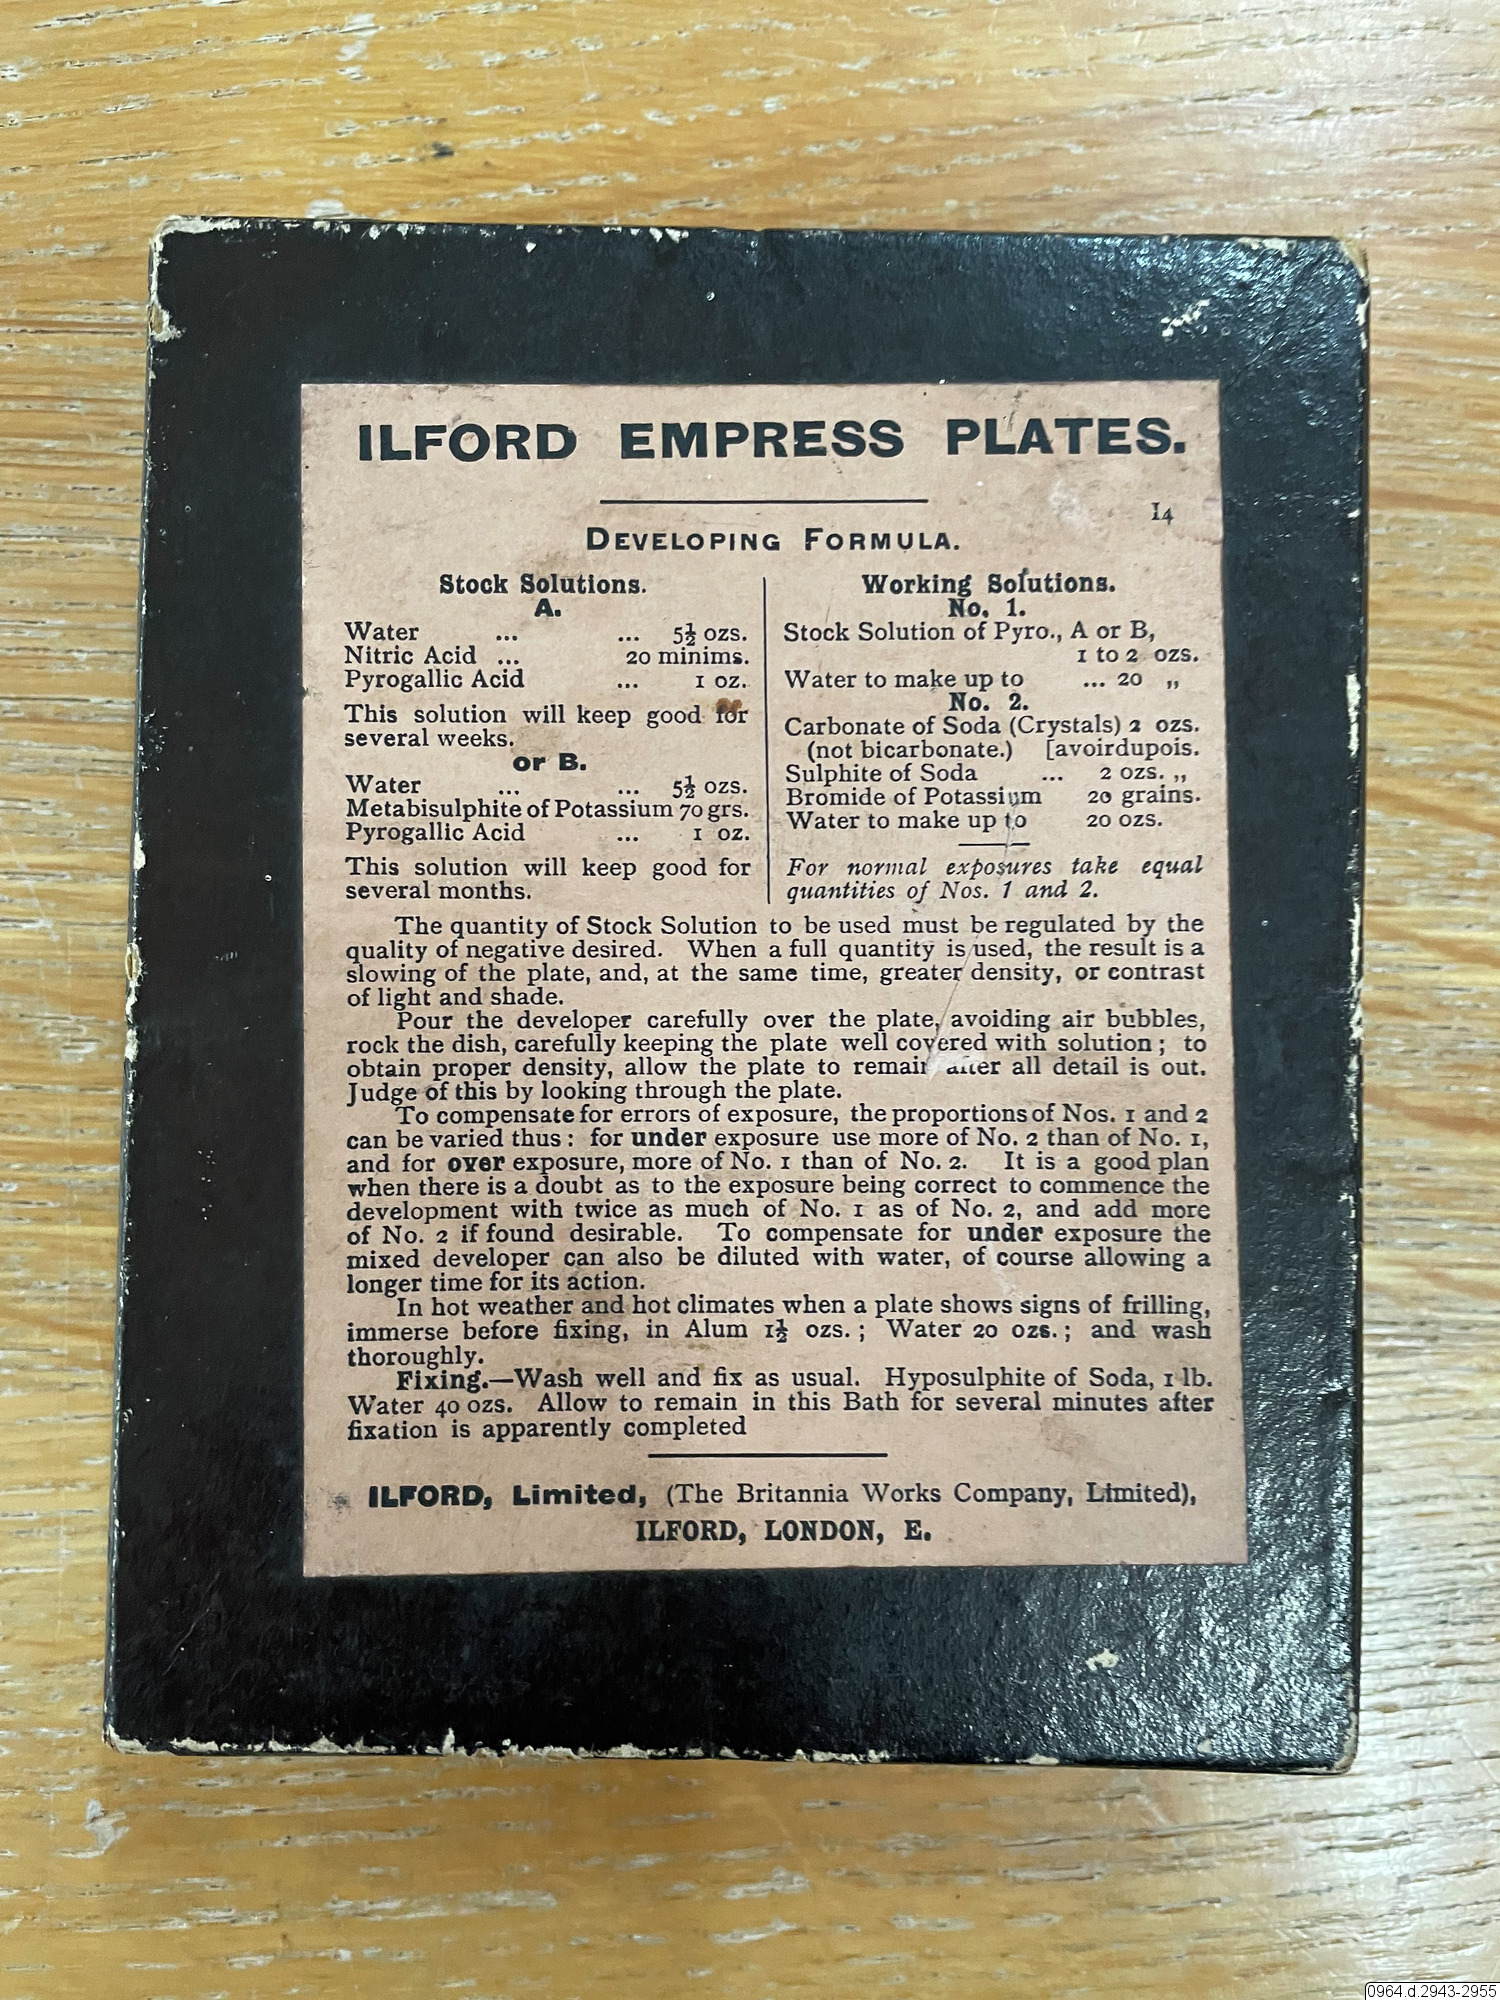 ILFORD EMPRESS PLATES.
14
DEVELOPING FORMULA.
Stock Solutions.
A.
Water ... ... 5½ ozs.
Nitric Acid ... 20 minims.
Pyrogallic Acid ... 1 oz.
This solution will keep good for
several weeks.
or B.
Water ... ... 5½ ozs.
Metabisulphite of Potassium 70 grs.
Pyrogallic Acid ... 1 oz.
This solution will keep good for
several months.
Working Solutions.
No. 1.
Stock Solution of Pyro., A or B,
1 to 2 ozs.
Water to make up to ... 20 „
No. 2.
Carbonate of Soda (Crystals) 2 ozs.
(not bicarbonate.) [avoirdupois.
Sulphite of Soda ... 2 ozs. „
Bromide of Potassium 20 grains.
Water to make up to 20 ozs.
For normal exposures take equal
quantities of Nos. 1 and 2.
The quantity of Stock Solution to be used must be regulated by the
quality of negative desired. When a full quantity is used, the result is a
slowing of the plate, and, at the same time, greater density, or contrast
of light and shade.
Pour the developer carefully over the plate, avoiding air bubbles,
rock the dish, carefully keeping the plate well covered with solution; to
obtain proper density, allow the plate to remain after all detail is out.
Judge of this by looking through the plate.
To compensate for errors of exposure, the proportions of Nos. 1 and 2
can be varied thus: for under exposure use more of No. 2 than of No. 1,
and for over exposure, more of No. 1 than of No. 2. It is a good plan
when there is a doubt as to the exposure being correct to commence the
development with twice as much of No. 1 as of No. 2, and add more
of No. 2 if found desirable. To compensate for under exposure the
mixed developer can also be diluted with water, of course allowing a
longer time for its action.
In hot weather and hot climates when a plate shows signs of frilling,
immerse before fixing, in Alum 1½ ozs.; Water 20 ozs.; and wash
thoroughly.
Fixing.—Wash well and fix as usual. Hyposulphite of Soda, 1 lb.
Water 40 ozs. Allow to remain in this Bath for several minutes after
fixation is apparently completed
ILFORD, Limited, (The Britannia Works Company, Limited),
ILFORD, LONDON, E.
0964.d.2943-2955